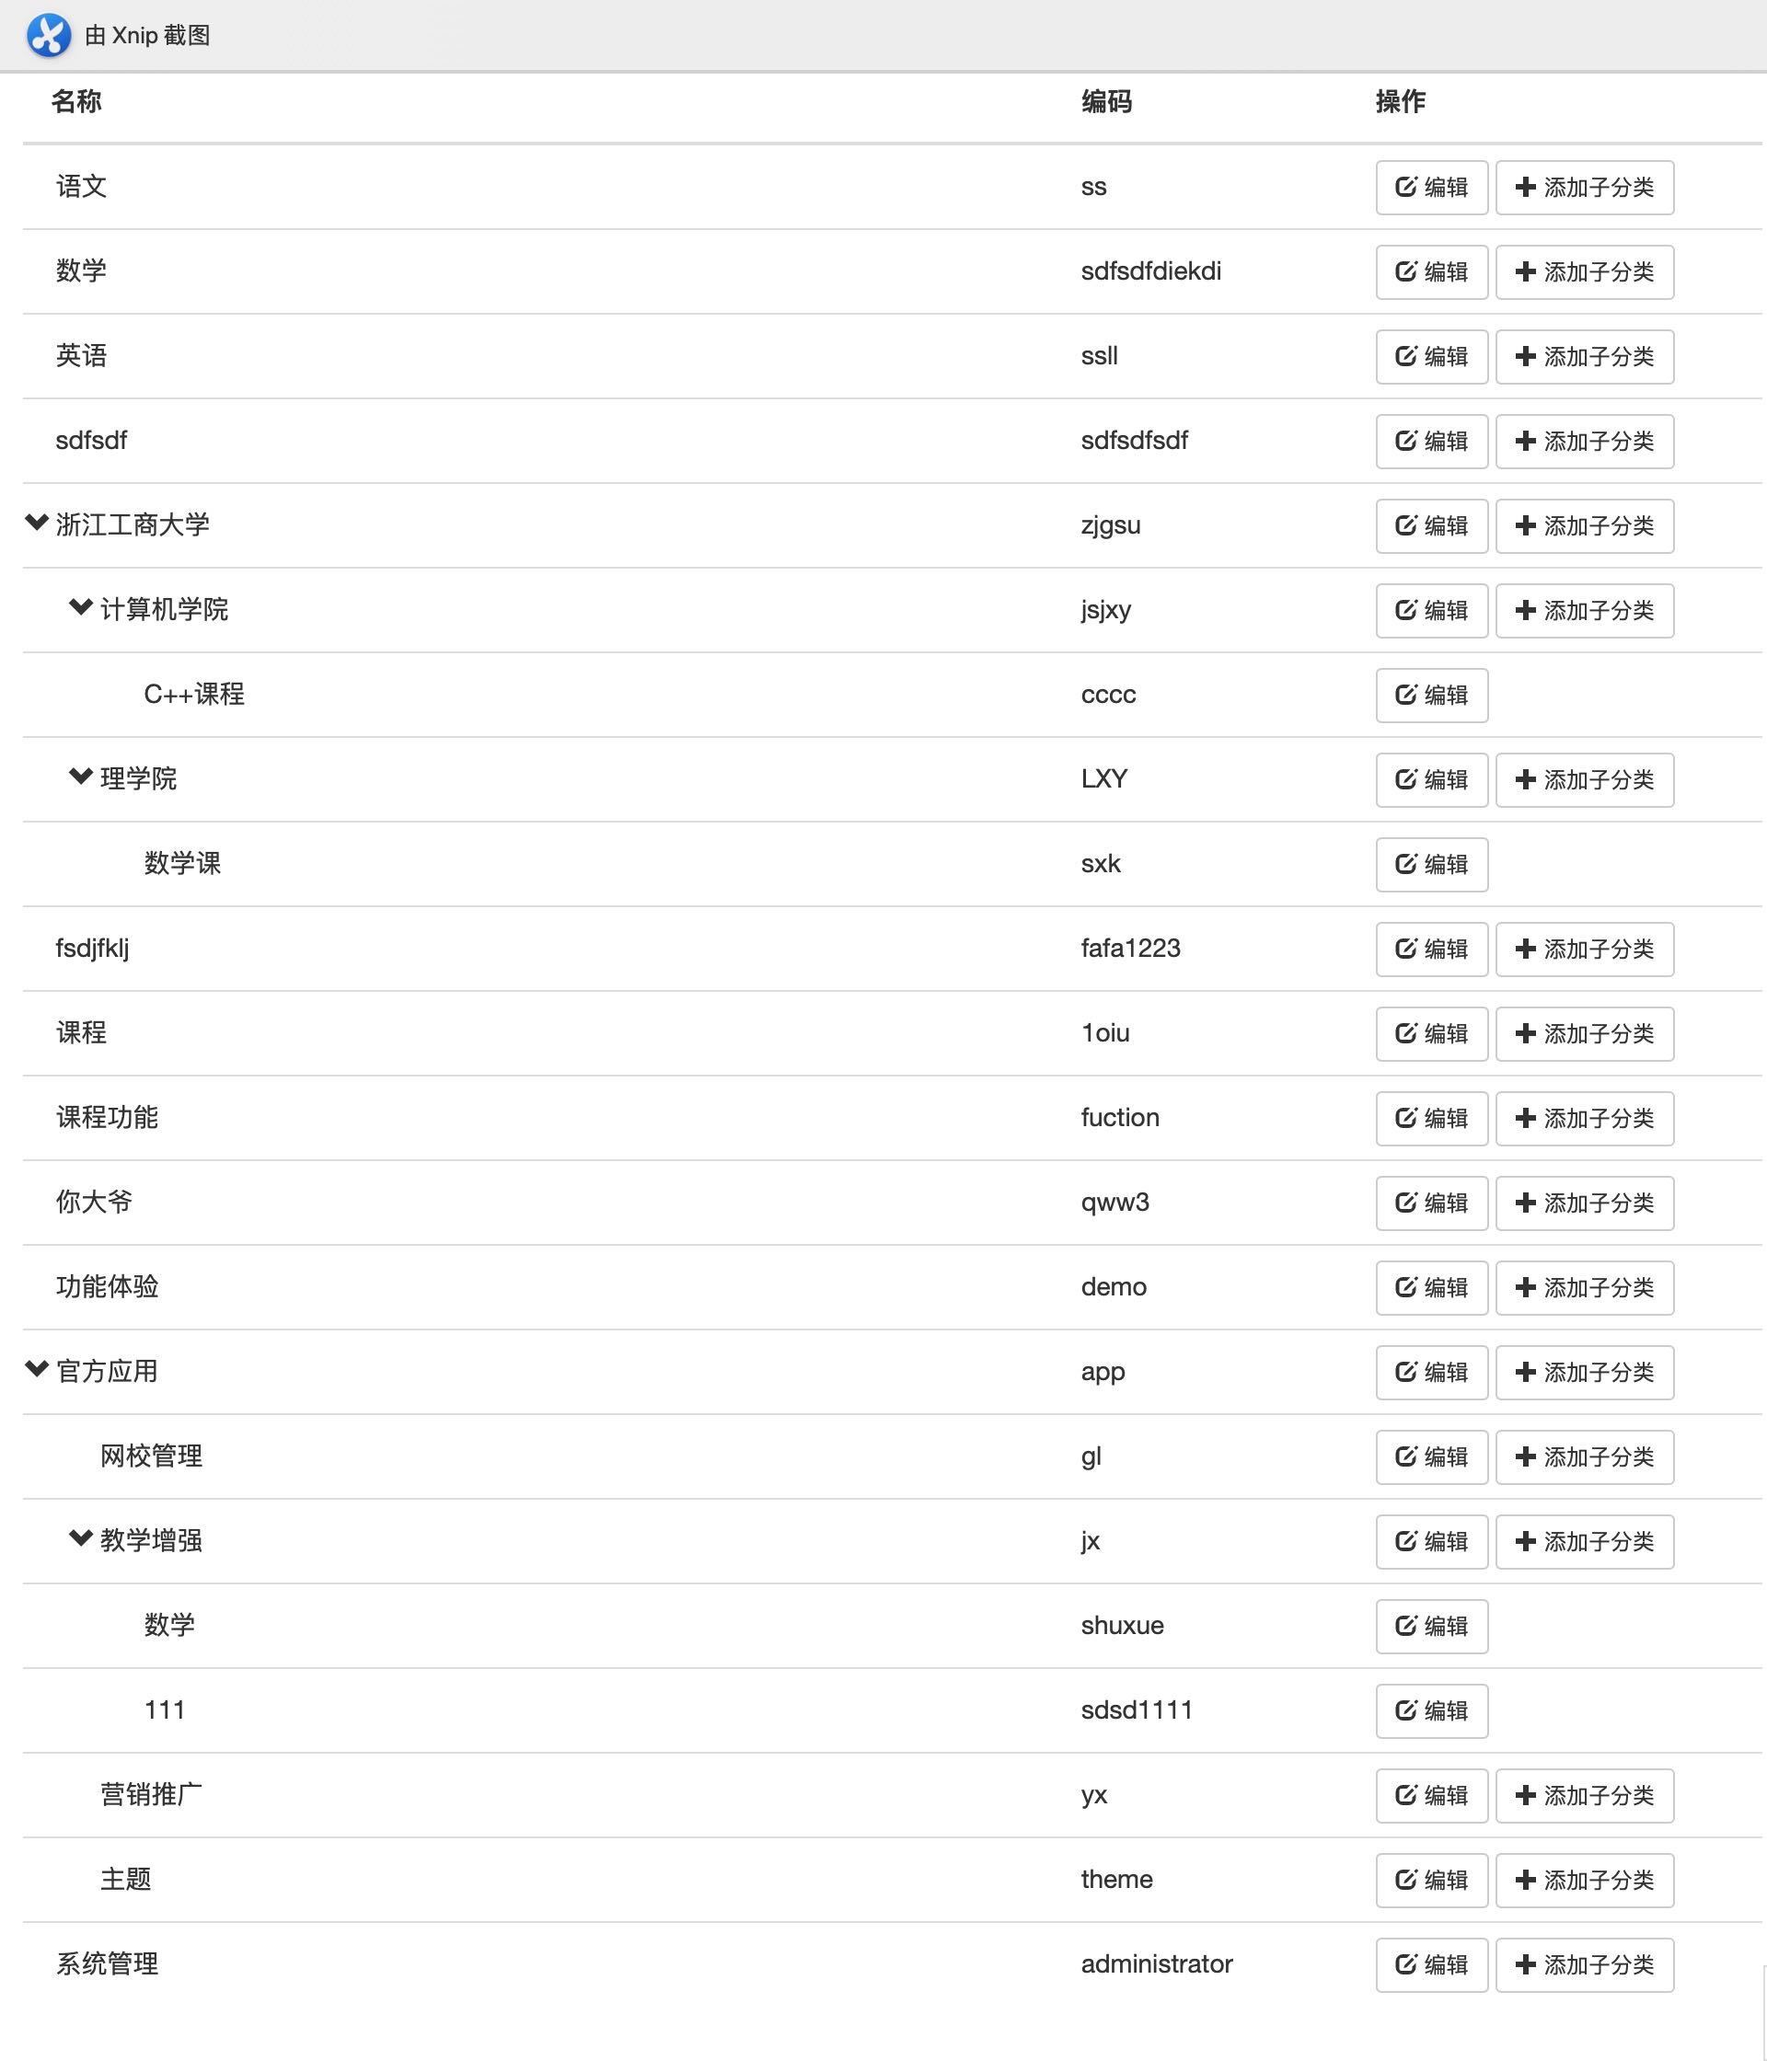 由 Xnip 截图
名称 编码 操作
语文 ss 编辑 添加子分类
数学 sdfsdfdiekdi 编辑 添加子分类
英语 ssll 编辑 添加子分类
sdfsdf sdfsdfsdf 编辑 添加子分类
浙江工商大学 zjgsu 编辑 添加子分类
计算机学院 jsjxy 编辑 添加子分类
C++课程 cccc 编辑
理学院 LXY 编辑 添加子分类
数学课 sxk 编辑
fsdjfklj fafa1223 编辑 添加子分类
课程 1oiu 编辑 添加子分类
课程功能 fuction 编辑 添加子分类
你大爷 qww3 编辑 添加子分类
功能体验 demo 编辑 添加子分类
官方应用 app 编辑 添加子分类
网校管理 gl 编辑 添加子分类
教学增强 jx 编辑 添加子分类
数学 shuxue 编辑
111 sdsd1111 编辑
营销推广 yx 编辑 添加子分类
主题 theme 编辑 添加子分类
系统管理 administrator 编辑 添加子分类